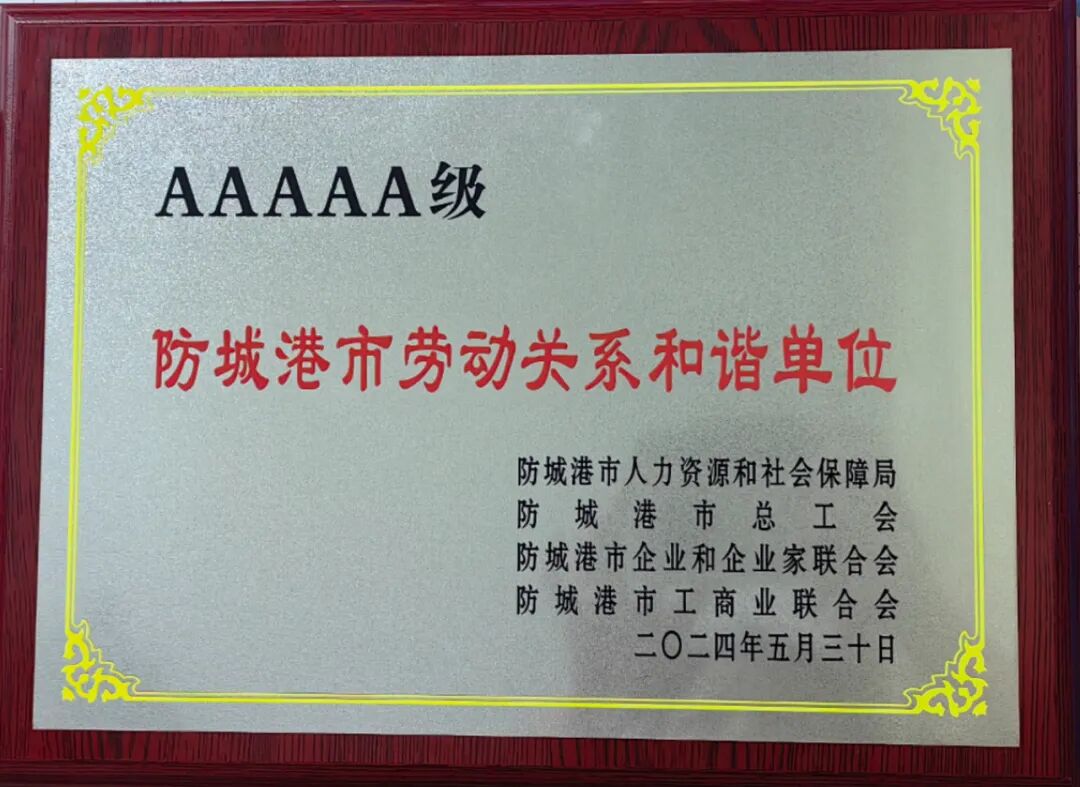 AAAAA级
防城港市劳动关系和谐单位
防城港市人力资源和社会保障局
防城港市总工会
防城港市企业和企业家联合会
防城港市工商业联合会
二〇二四年五月三十日